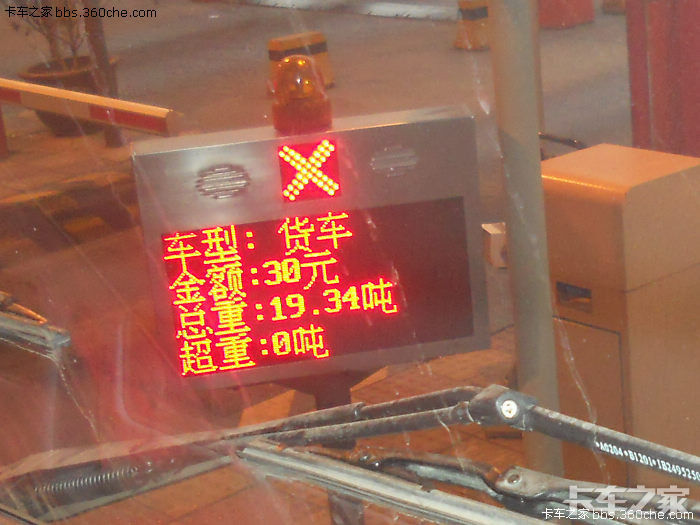 卡车之家 bbs.360che.com
车型: 货车
金额:30元
总重:19.34吨
超重:0吨
卡车之家
卡车之家 bbs.360che.com